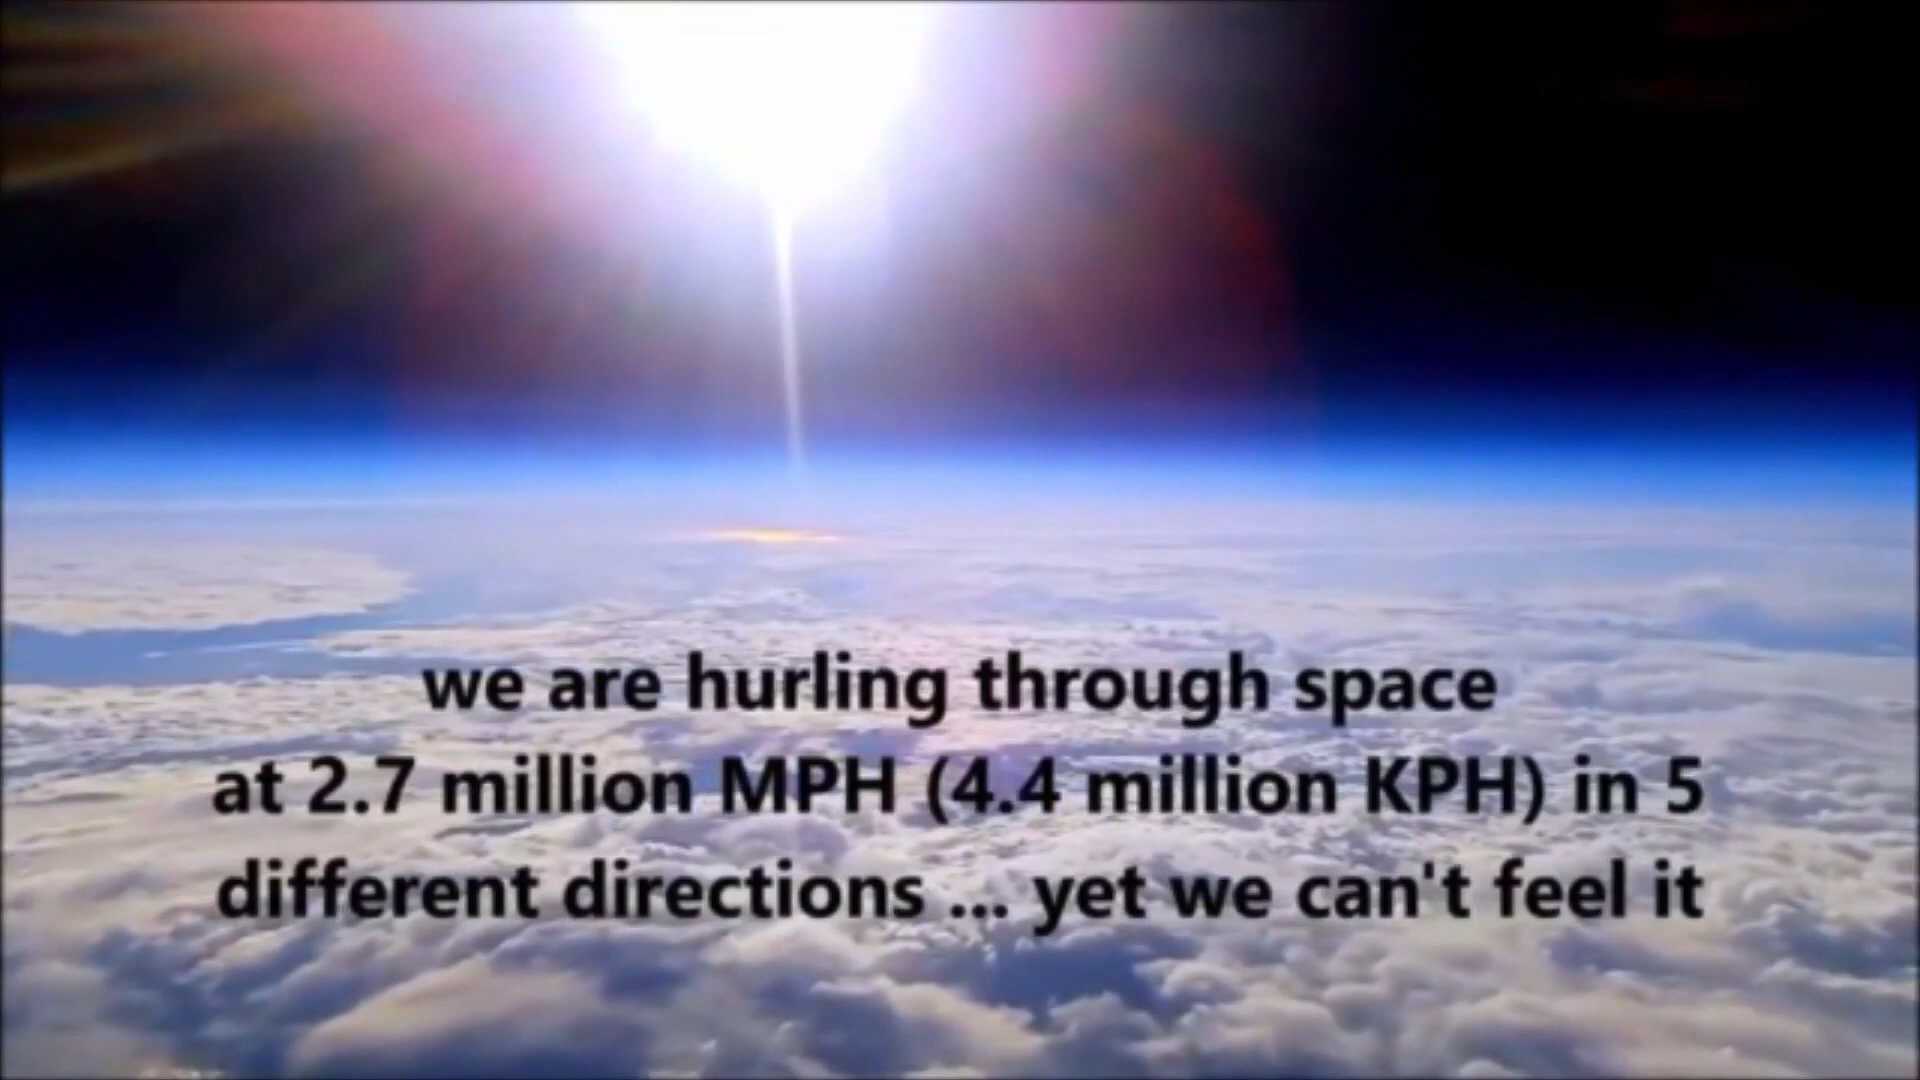 we are hurling through space
at 2.7 million MPH (4.4 million KPH) in 5
different directions ... yet we can't feel it